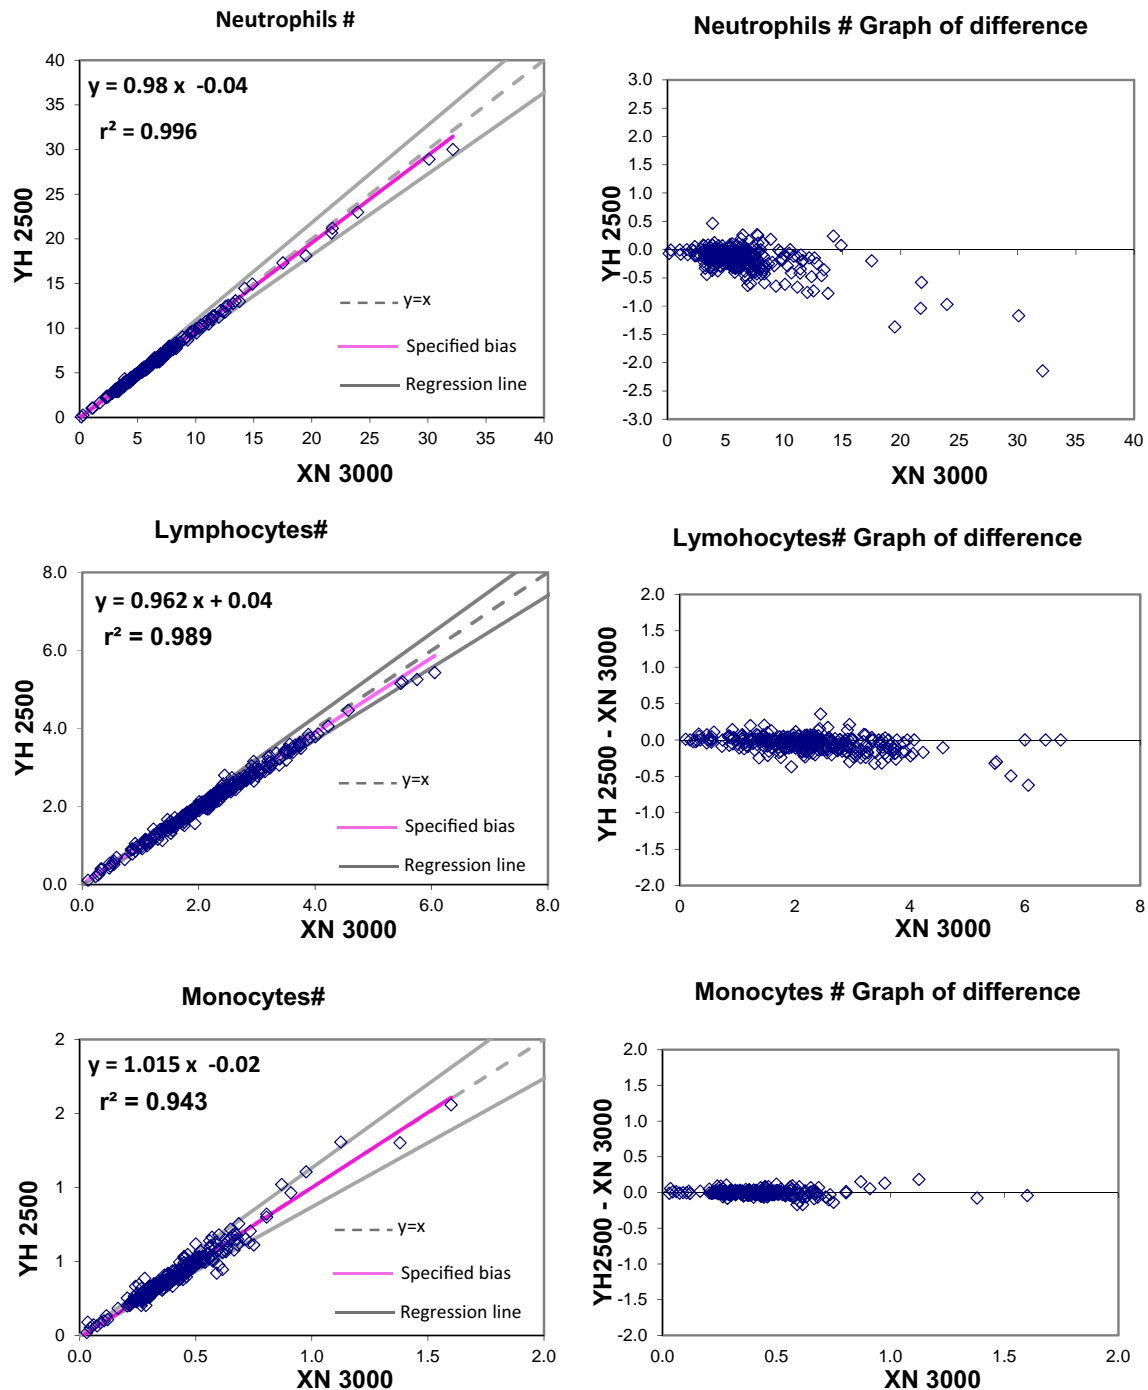 Neutrophils #
y = 0.98 x -0.04
r² = 0.996
40
35
30
25
20
15
10
5
0
YH 2500
y=x
Specified bias
Regression line
0 5 10 15 20 25 30 35 40
XN 3000
Neutrophils # Graph of difference
3.0
2.5
2.0
1.5
1.0
0.5
0.0
-0.5
-1.0
-1.5
-2.0
-2.5
-3.0
YH 2500
0 5 10 15 20 25 30 35 40
XN 3000
Lymphocytes#
y = 0.962 x + 0.04
r² = 0.989
8.0
6.0
4.0
2.0
0.0
YH 2500
y=x
Specified bias
Regression line
0.0 2.0 4.0 6.0 8.0
XN 3000
Lymohocytes# Graph of difference
2.0
1.5
1.0
0.5
0.0
-0.5
-1.0
-1.5
-2.0
YH 2500 - XN 3000
0 2 4 6 8
XN 3000
Monocytes#
y = 1.015 x -0.02
r² = 0.943
2
2
1
1
0
YH 2500
y=x
Specified bias
Regression line
0.0 0.5 1.0 1.5 2.0
XN 3000
Monocytes # Graph of difference
2.0
1.5
1.0
0.5
0.0
-0.5
-1.0
-1.5
-2.0
YH2500 - XN 3000
0.0 0.5 1.0 1.5 2.0
XN 3000